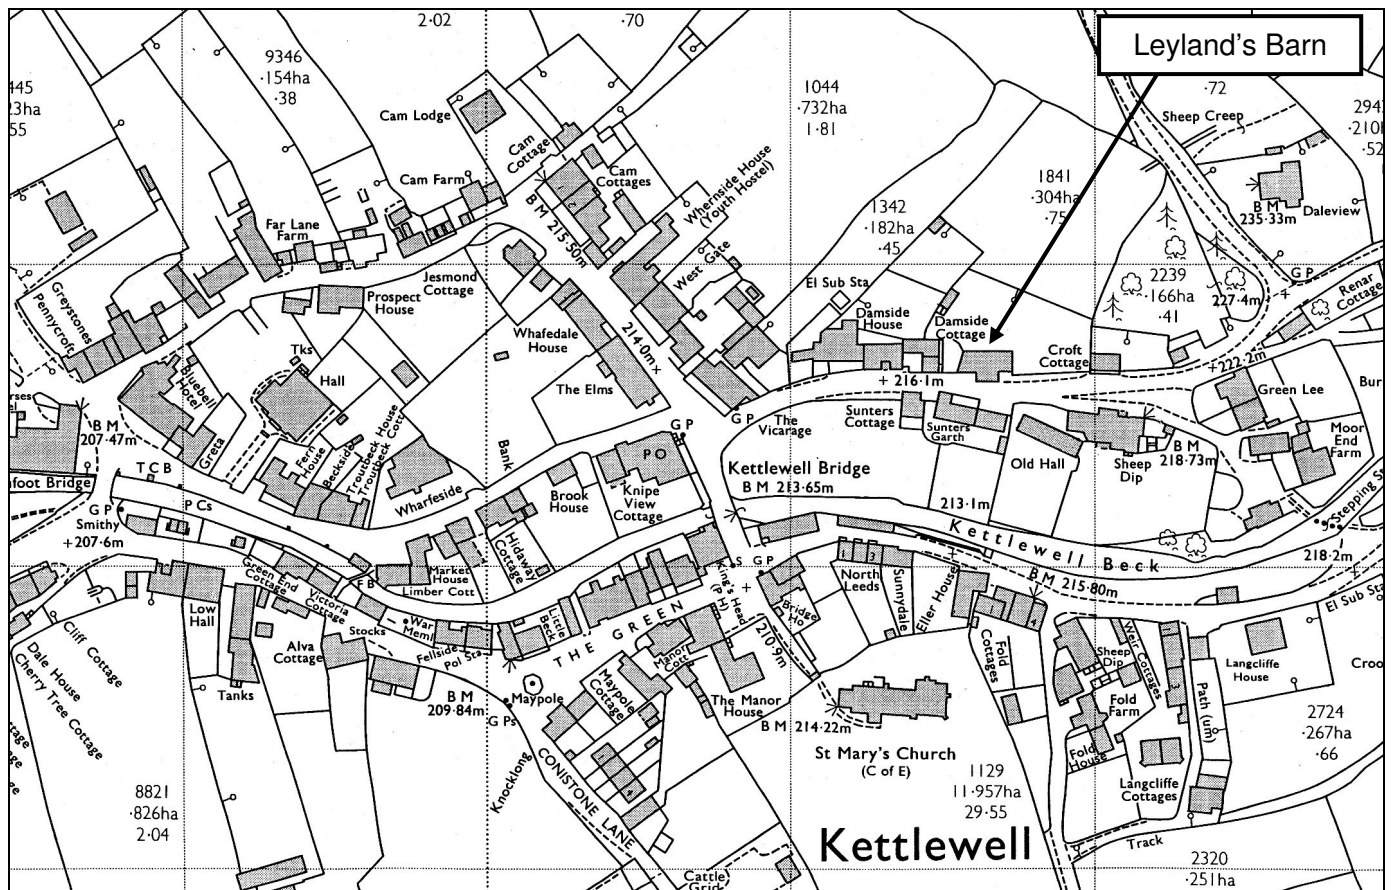 2·02
·70
Leyland's Barn
9346
·154ha
·38
1044
·732ha
1·81
·72
Sheep Creep
Cam Lodge
Cam
Cottage
Cam
Cottages
Cam Farm
Whernside House
(Youth Hostel)
1841
·304ha
·75
1342
·182ha
·45
B M
235·33m
Daleview
B M 215·50m
Far Lane
Farm
Jesmond
Cottage
West Gate
El Sub Sta
2239
·166ha
·41
227·4m
G P
Renar
Cottage
Greystones
Pennycroft
Prospect
House
Whafedale
House
214·0m
Damside
House
Damside
Cottage
Croft
Cottage
+222·2m
Tks
Hall
Bluebell
Hotel
The Elms
+ 216·1m
Green Lee
B M
207·47m
Greta
Fern
House
Beckside
Troutbeck House
Troutbeck Cott
Bank
G P
G P
The
Vicarage
Sunters
Cottage
Sunters
Garth
Old Hall
Sheep
Dip
B M
218·73m
Moor
End
Farm
T C B
P Cs
Wharfeside
Brook
House
P O
Knipe
View
Cottage
Kettlewell Bridge
B M 213·65m
213·1m
Kettlewell Beck
Stepping S
218·2m
foot Bridge
G P
Smithy
+207·6m
Hidaway
Cottage
Market
House
Limber Cott
F B
Green End
Cottage
Victoria
Cottage
Stocks
War
Meml
Fellside
Pol Sta
Little
Beck
THE GREEN
King's Head
(P H)
G P
Bridge
Ho
North
Leeds
Sunnydale
Eller House
B M 215·80m
El Sub Sta
Low
Hall
Alva
Cottage
Tanks
Cliff Cottage
Dale House
Cherry Tree Cottage
B M
209·84m
G Ps
Maypole
Maypole
Cottage
Manor
Cott
The Manor
House
210·9m
B M 214·22m
St Mary's Church
(C of E)
Fold
Cottages
Sheep
Dip
Weir Cottages
Fold
Farm
Fold
House
Path (um)
Langcliffe
House
Langcliffe
Cottages
2724
·267ha
·66
Knocklong
CONISTONE LANE
8821
·826ha
2·04
1129
11·957ha
29·55
Kettlewell
Track
Cattle
Grid
2320
·251ha